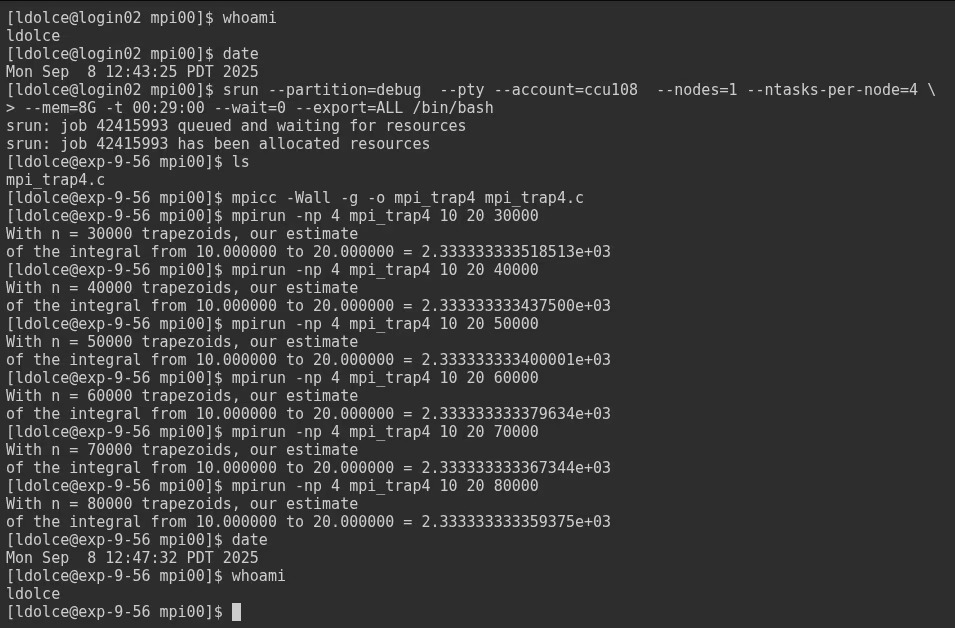 [ldolce@login02 mpi00]$ whoami
ldolce
[ldolce@login02 mpi00]$ date
Mon Sep  8 12:43:25 PDT 2025
[ldolce@login02 mpi00]$ srun --partition=debug  --pty --account=ccu108  --nodes=1 --ntasks-per-node=4 \
> --mem=8G -t 00:29:00 --wait=0 --export=ALL /bin/bash
srun: job 42415993 queued and waiting for resources
srun: job 42415993 has been allocated resources
[ldolce@exp-9-56 mpi00]$ ls
mpi_trap4.c
[ldolce@exp-9-56 mpi00]$ mpicc -Wall -g -o mpi_trap4 mpi_trap4.c
[ldolce@exp-9-56 mpi00]$ mpirun -np 4 mpi_trap4 10 20 30000
With n = 30000 trapezoids, our estimate
of the integral from 10.000000 to 20.000000 = 2.333333333518513e+03
[ldolce@exp-9-56 mpi00]$ mpirun -np 4 mpi_trap4 10 20 40000
With n = 40000 trapezoids, our estimate
of the integral from 10.000000 to 20.000000 = 2.333333333437500e+03
[ldolce@exp-9-56 mpi00]$ mpirun -np 4 mpi_trap4 10 20 50000
With n = 50000 trapezoids, our estimate
of the integral from 10.000000 to 20.000000 = 2.333333333400001e+03
[ldolce@exp-9-56 mpi00]$ mpirun -np 4 mpi_trap4 10 20 60000
With n = 60000 trapezoids, our estimate
of the integral from 10.000000 to 20.000000 = 2.333333333379634e+03
[ldolce@exp-9-56 mpi00]$ mpirun -np 4 mpi_trap4 10 20 70000
With n = 70000 trapezoids, our estimate
of the integral from 10.000000 to 20.000000 = 2.333333333367344e+03
[ldolce@exp-9-56 mpi00]$ mpirun -np 4 mpi_trap4 10 20 80000
With n = 80000 trapezoids, our estimate
of the integral from 10.000000 to 20.000000 = 2.333333333359375e+03
[ldolce@exp-9-56 mpi00]$ date
Mon Sep  8 12:47:32 PDT 2025
[ldolce@exp-9-56 mpi00]$ whoami
ldolce
[ldolce@exp-9-56 mpi00]$